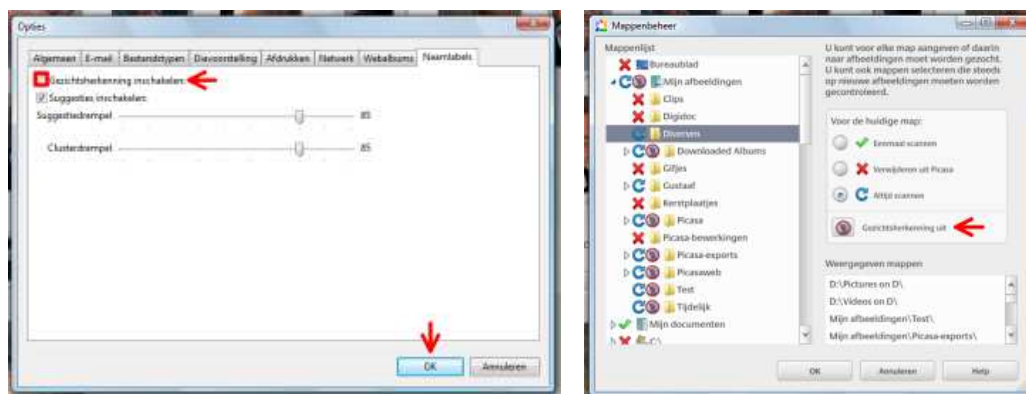 Opties
Algemeen E-mail Bestandstypen Diavoorstelling Afdrukken Netwerk Webalbums Naamlabels
Gezichtsherkenning inschakelen:
Suggesties inschakelen:
Suggestiedrempel 85
Clusterdrempel 85
OK Annuleren
Mappenbeheer
Mappenlijst
Bureaublad
Mijn afbeeldingen
Clips
Digidoc
Diversen
Downloaded Albums
Gifjes
Gustaaf
Kerstplaatjes
Picasa
Picasa-bewerkingen
Picasa-exports
Picasaweb
Test
Tijdelijk
Mijn documenten
C:\
U kunt voor elke map aangeven of daarin
naar afbeeldingen moet worden gezocht.
U kunt ook mappen selecteren die steeds
op nieuwe afbeeldingen moeten worden
gecontroleerd.
Voor de huidige map:
Eenmaal scannen
Verwijderen uit Picasa
Altijd scannen
Gezichtsherkenning uit
Weergegeven mappen
D:\Pictures on D\
D:\Videos on D\
Mijn afbeeldingen\Test\
Mijn afbeeldingen\Picasa-exports\
OK Annuleren Help